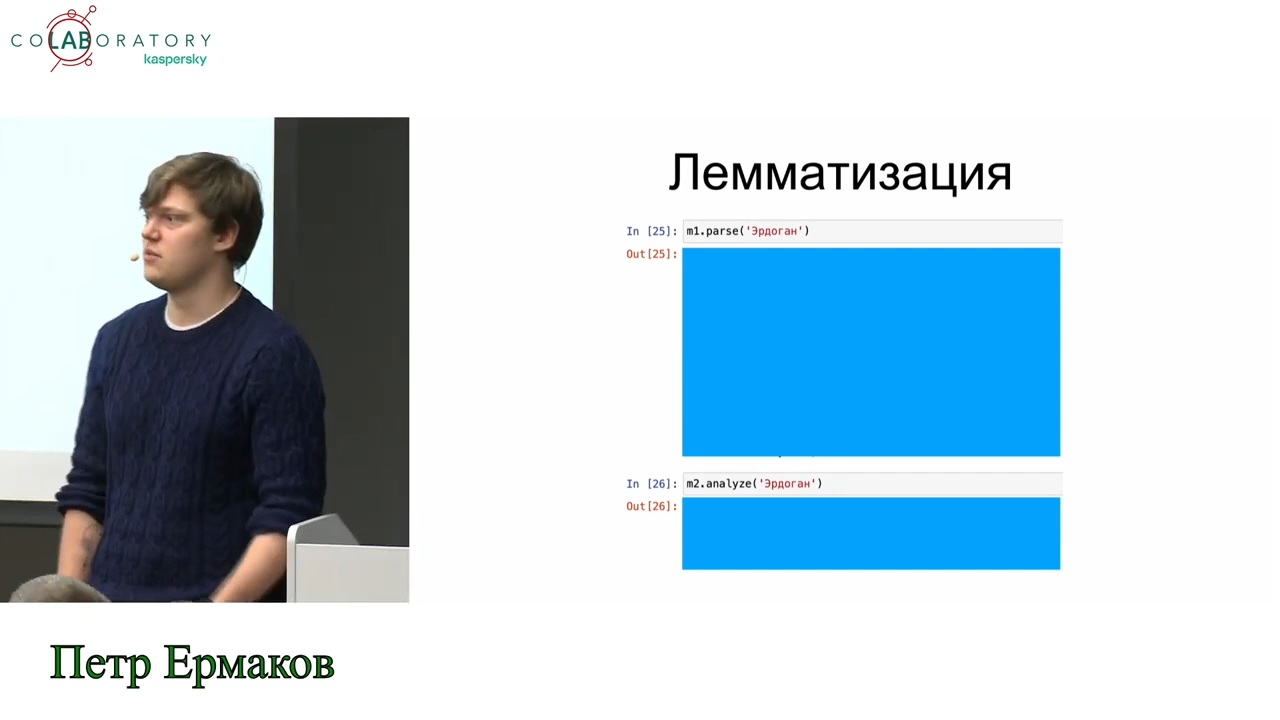 COLABORATORY
kaspersky
Лемматизация
In [25]: m1.parse('Эрдоган')
Out[25]:
In [26]: m2.analyze('Эрдоган')
Out[26]:
Петр Ермаков